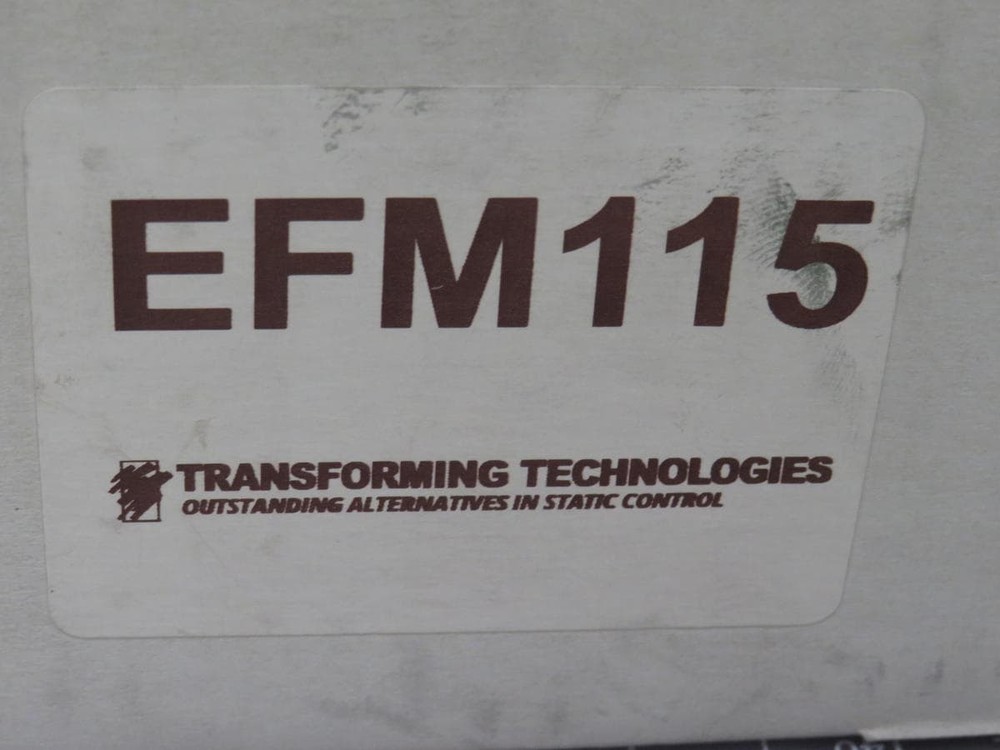 EFM115
TRANSFORMING TECHNOLOGIES
OUTSTANDING ALTERNATIVES IN STATIC CONTROL